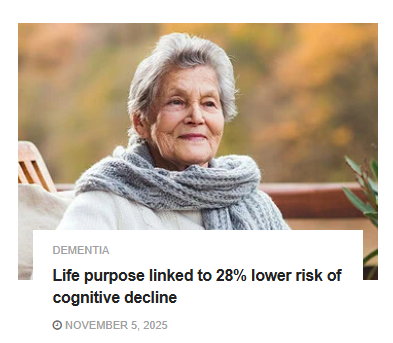 DEMENTIA
Life purpose linked to 28% lower risk of
cognitive decline
NOVEMBER 5, 2025